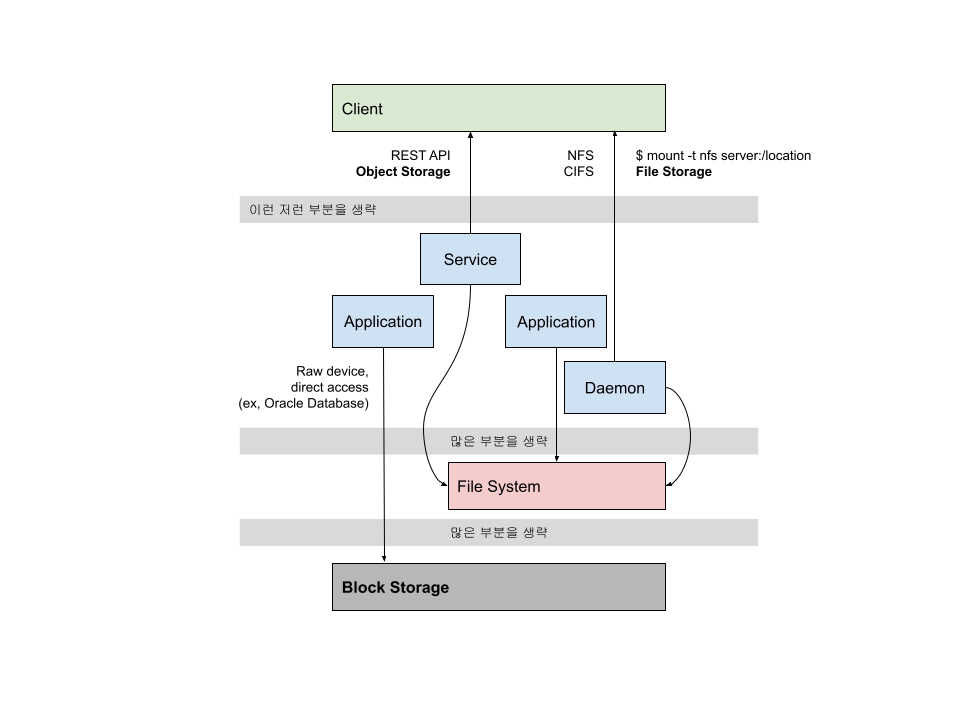 Client
REST API
Object Storage
NFS
CIFS
$ mount -t nfs server:/location
File Storage
이런 저런 부분을 생략
Service
Application
Application
Raw device,
direct access
(ex, Oracle Database)
Daemon
많은 부분을 생략
File System
많은 부분을 생략
Block Storage